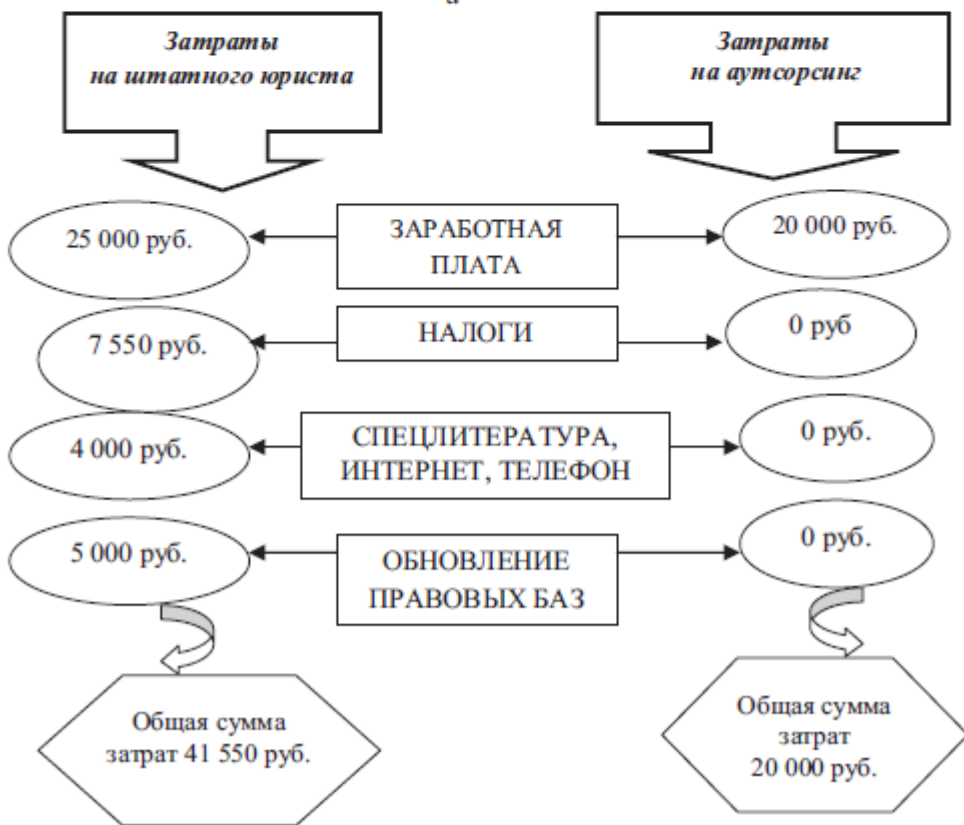 Затраты
на штатного юриста
Затраты
на аутсорсинг
25 000 руб.
ЗАРАБОТНАЯ
ПЛАТА
20 000 руб.
7 550 руб.
НАЛОГИ
0 руб
4 000 руб.
СПЕЦЛИТЕРАТУРА,
ИНТЕРНЕТ, ТЕЛЕФОН
0 руб.
5 000 руб.
ОБНОВЛЕНИЕ
ПРАВОВЫХ БАЗ
0 руб.
Общая сумма
затрат 41 550 руб.
Общая сумма
затрат
20 000 руб.